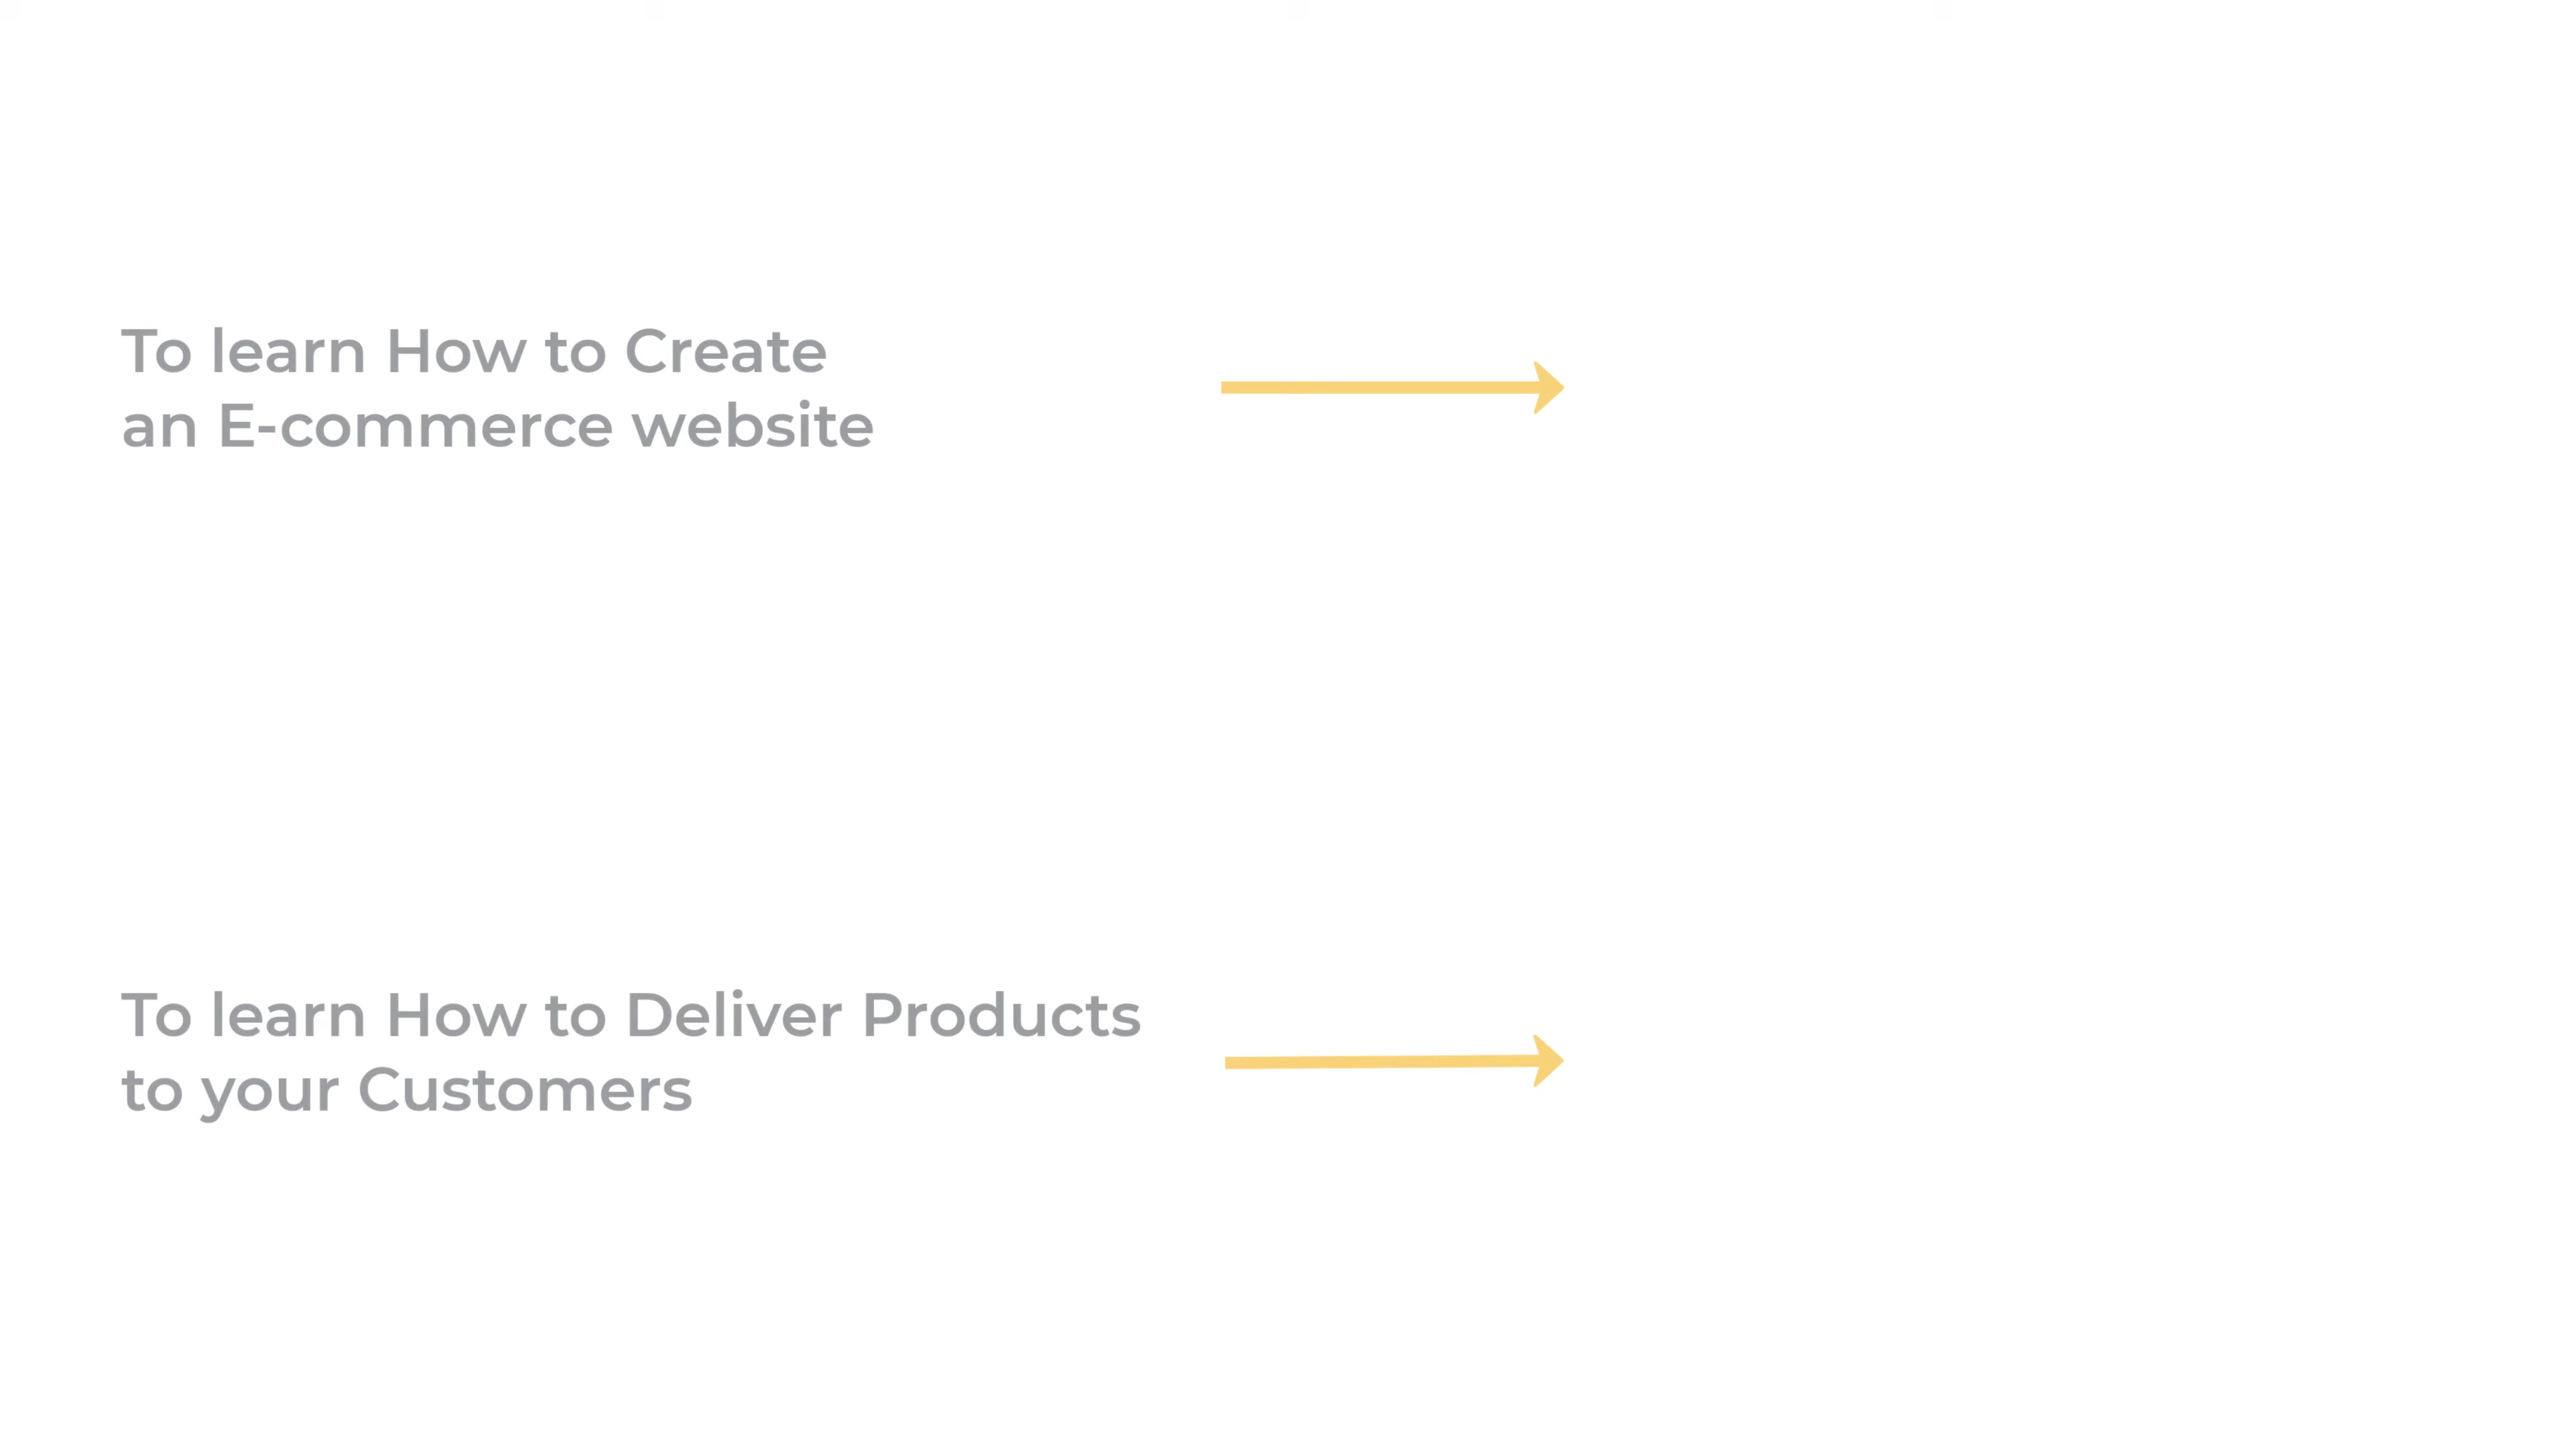 To learn How to Create
an E-commerce website
To learn How to Deliver Products
to your Customers